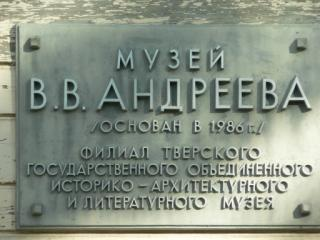 МУЗЕЙ
В.В. АНДРЕЕВА
/ОСНОВАН В 1986 г./
ФИЛИАЛ ТВЕРСКОГО
ГОСУДАРСТВЕННОГО ОБЪЕДИНЕННОГО
ИСТОРИКО-АРХИТЕКТУРНОГО
И ЛИТЕРАТУРНОГО МУЗЕЯ